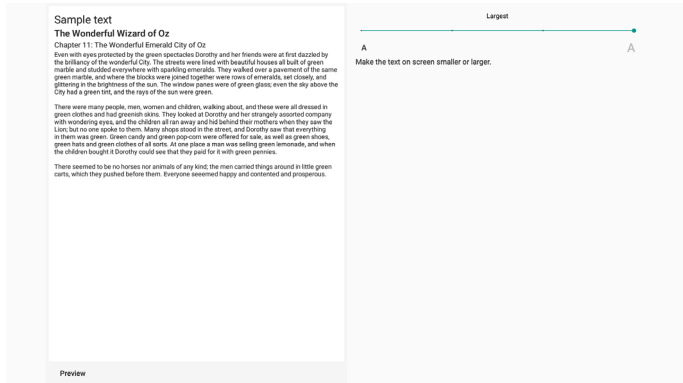 Sample text
The Wonderful Wizard of Oz
Chapter 11: The Wonderful Emerald City of Oz
Even with eyes protected by the green spectacles Dorothy and her friends were at first dazzled by
the brilliancy of the wonderful City. The streets were lined with beautiful houses all built of green
marble and studded everywhere with sparkling emeralds. They walked over a pavement of the same
green marble, and where the blocks were joined together were rows of emeralds, set closely, and
glittering in the brightness of the sun. The window panes were of green glass; even the sky above the
City had a green tint, and the rays of the sun were green.
There were many people, men, women and children, walking about, and these were all dressed in
green clothes and had greenish skins. They looked at Dorothy and her strangely assorted company
with wondering eyes, and the children all ran away and hid behind their mothers when they saw the
Lion; but no one spoke to them. Many shops stood in the street, and Dorothy saw that everything
in them was green. Green candy and green pop-corn were offered for sale, as well as green shoes,
green hats and green clothes of all sorts. At one place a man was selling green lemonade, and when
the children bought it Dorothy could see that they paid for it with green pennies.
There seemed to be no horses nor animals of any kind; the men carried things around in little green
carts, which they pushed before them. Everyone seeemed happy and contented and prosperous.
Preview
Largest
A A
Make the text on screen smaller or larger.